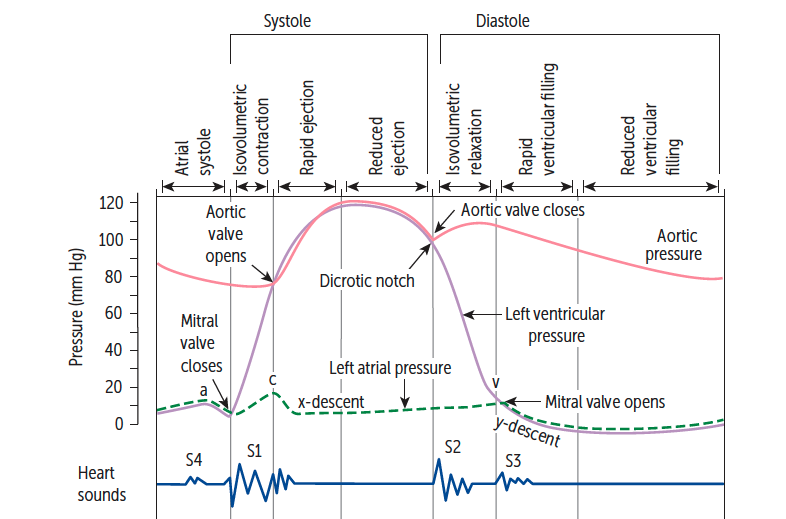 Systole
Diastole
Atrial
systole
Isovolumetric
contraction
Rapid ejection
Reduced
ejection
Isovolumetric
relaxation
Rapid
ventricular filling
Reduced
ventricular
filling
Pressure (mm Hg)
120
100
80
60
40
20
0
Aortic
valve
opens
Aortic valve closes
Aortic
pressure
Dicrotic notch
Mitral
valve
closes
Left ventricular
pressure
Left atrial pressure
a
c
x-descent
v
Mitral valve opens
y-descent
Heart
sounds
S4
S1
S2
S3